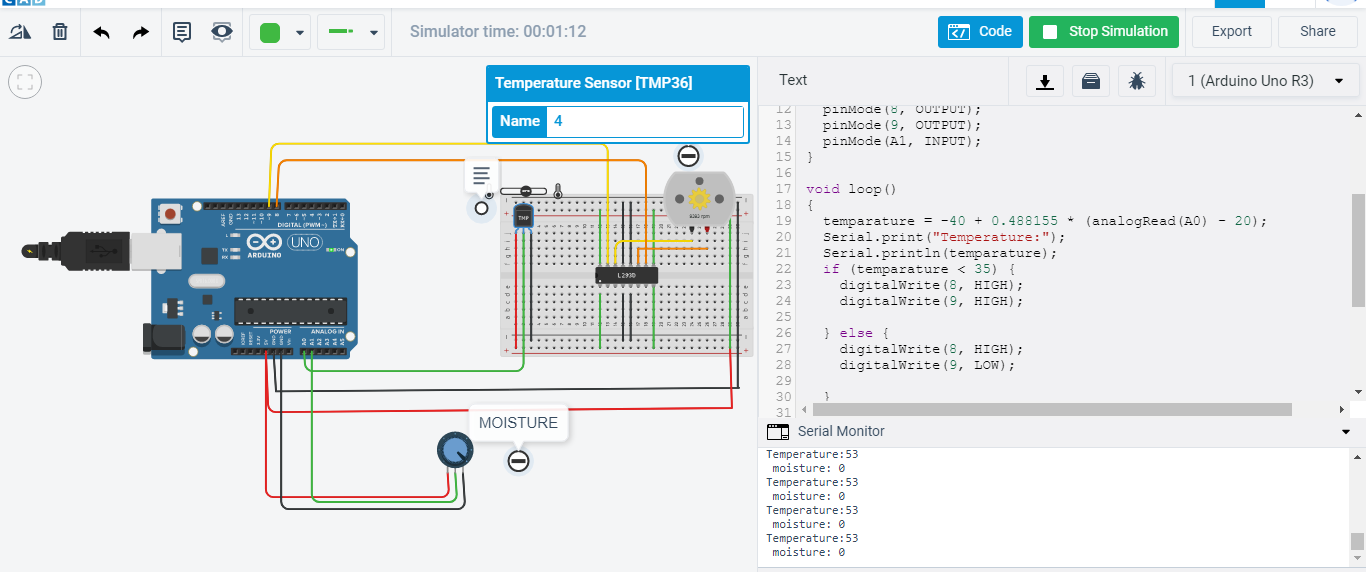 CAD
Simulator time: 00:01:12
Code
Stop Simulation
Export
Share
Temperature Sensor [TMP36]
Name 4
Text
1 (Arduino Uno R3)
12 pinMode(8, OUTPUT);
13 pinMode(9, OUTPUT);
14 pinMode(A1, INPUT);
15 }
16
17 void loop()
18 {
19 temparature = -40 + 0.488155 * (analogRead(A0) - 20);
20 Serial.print("Temperature:");
21 Serial.println(temparature);
22 if (temparature < 35) {
23 digitalWrite(8, HIGH);
24 digitalWrite(9, HIGH);
25
26 } else {
27 digitalWrite(8, HIGH);
28 digitalWrite(9, LOW);
29
30 }
31
TMP
L293D
DIGITAL (PWM~)
UNO
ARDUINO
ON
TX
RX
POWER
ANALOG IN
MOISTURE
Serial Monitor
Temperature:53
moisture: 0
Temperature:53
moisture: 0
Temperature:53
moisture: 0
Temperature:53
moisture: 0